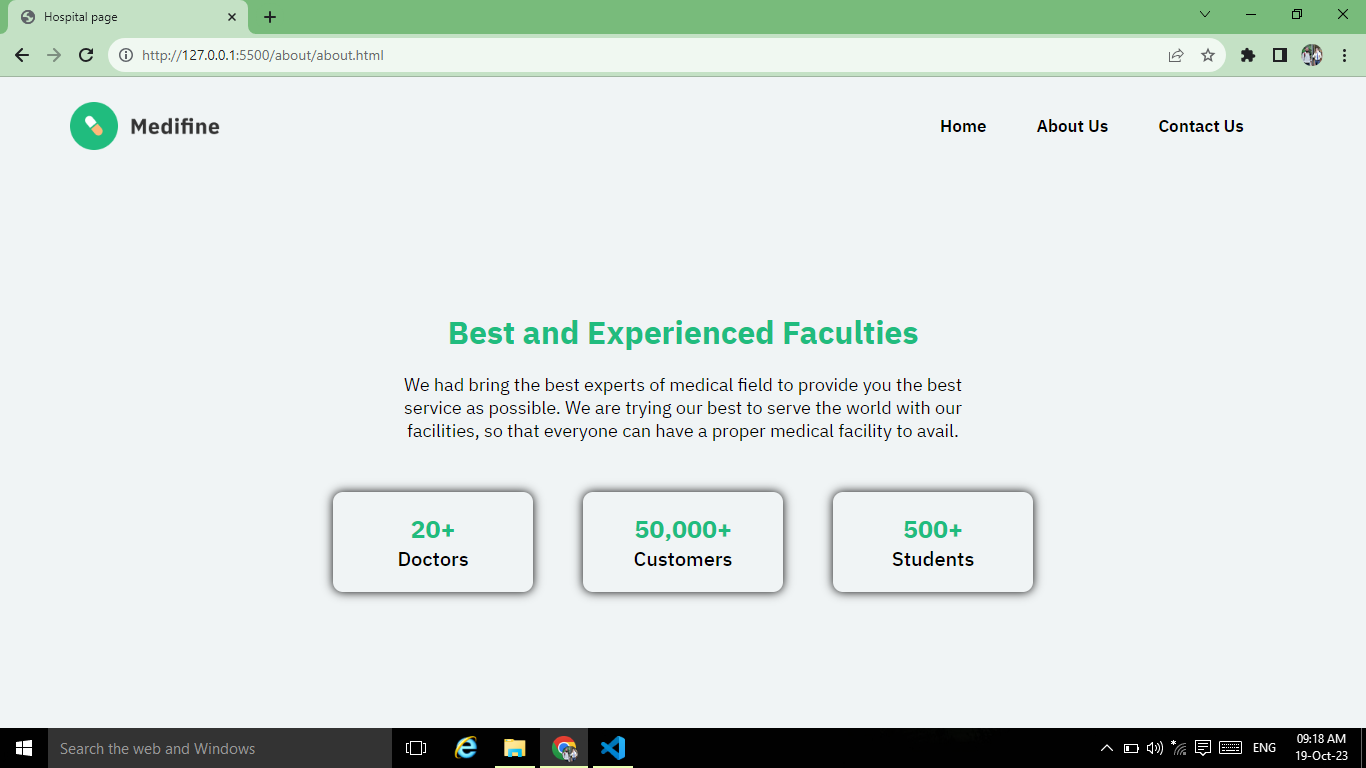 Hospital page
http://127.0.0.1:5500/about/about.html
Medifine
Home About Us Contact Us
Best and Experienced Faculties
We had bring the best experts of medical field to provide you the best
service as possible. We are trying our best to serve the world with our
facilities, so that everyone can have a proper medical facility to avail.
20+ 50,000+ 500+
Doctors Customers Students
Search the web and Windows
ENG
09:18 AM
19-Oct-23